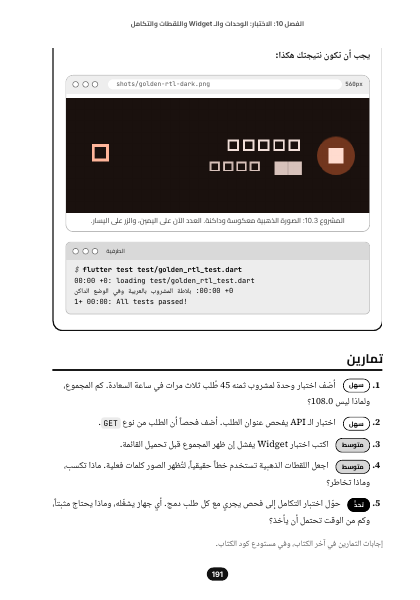 الفصل 10: الاختبار: الوحدات والـ Widget واللقطات والتكامل
يجب أن تكون نتيجتك هكذا:
shots/golden-rtl-dark.png
560px
المشروع 10.3: الصورة الذهبية معكوسة وداكنة. العدد الآن على اليمين، والزر على اليسار.
الطرفية
$ flutter test test/golden_rtl_test.dart
00:00 +0: loading test/golden_rtl_test.dart
00:00 +0: بلاطة المشروب بالعربية وفي الوضع الداكن
00:00 +1: All tests passed!
تمارين
1. سهل أضف اختبار وحدة لمشروب ثمنه 45 طُلب ثلاث مرات في ساعة السعادة. كم المجموع،
ولماذا ليس 108.0؟
2. سهل اختبار الـ API يفحص عنوان الطلب. أضف فحصاً أن الطلب من نوع GET.
3. متوسط اكتب اختبار Widget يفشل إن ظهر المجموع قبل تحميل القائمة.
4. متوسط اجعل اللقطات الذهبية تستخدم خطاً حقيقياً، لتُظهر الصور كلمات فعلية. ماذا تكسب،
وماذا تخاطر؟
5. تحدٍّ حوّل اختبار التكامل إلى فحص يجري مع كل طلب دمج. أي جهاز يشغّله، وماذا يحتاج مثبتاً،
وكم من الوقت تحتمل أن يأخذ؟
إجابات التمارين في آخر الكتاب، وفي مستودع كود الكتاب.
191